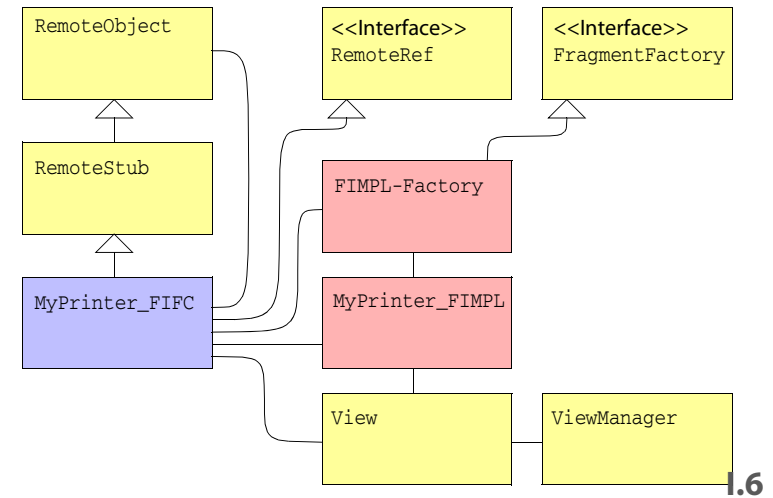 RemoteObject
<<Interface>>
RemoteRef
<<Interface>>
FragmentFactory
RemoteStub
FIMPL-Factory
MyPrinter_FIFC
MyPrinter_FIMPL
View
ViewManager
I.6